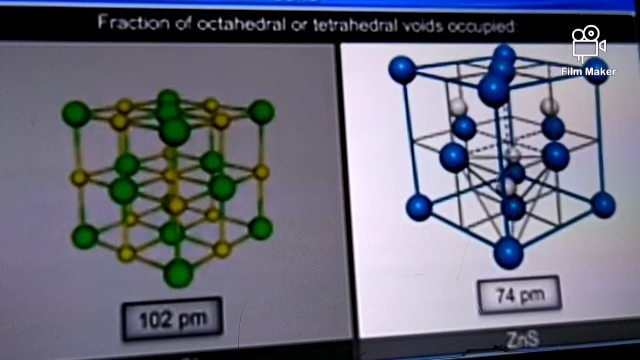 Fraction of octahedral or tetrahedral voids occupied:
Film Maker
102 pm
74 pm
ZnS